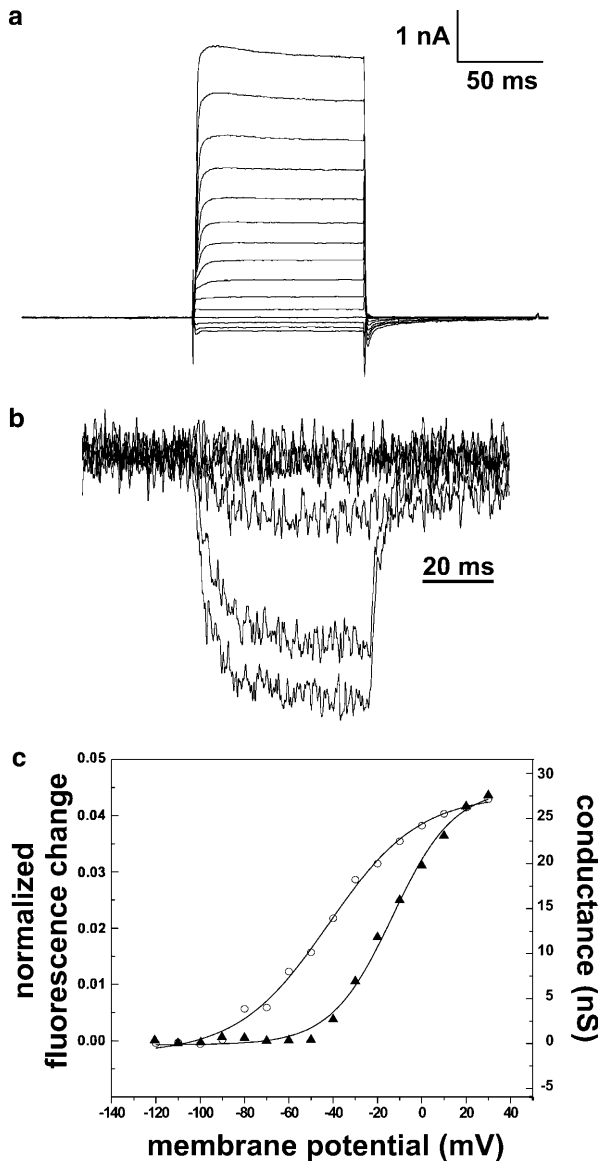 a
1 nA
50 ms
b
20 ms
c
normalized
fluorescence change
0.05
0.04
0.03
0.02
0.01
0.00
30
25
20
15
10
5
0
-5
conductance (nS)
-140 -120 -100 -80 -60 -40 -20 0 20 40
membrane potential (mV)